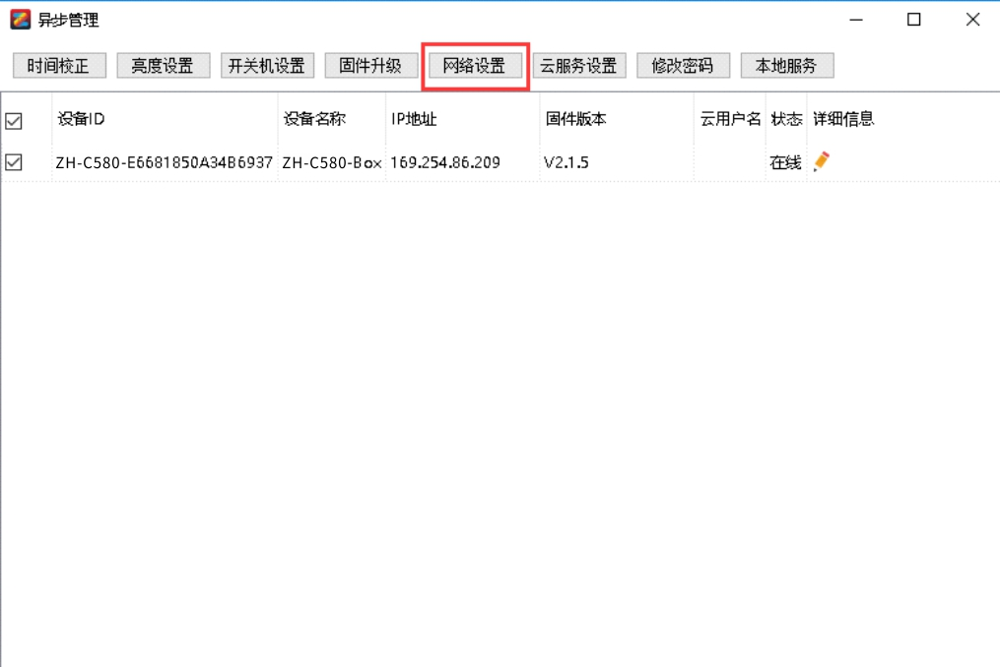 异步管理
时间校正 亮度设置 开关机设置 固件升级 网络设置 云服务设置 修改密码 本地服务
设备ID 设备名称 IP地址 固件版本 云用户名 状态 详细信息
ZH-C580-E6681850A34B6937 ZH-C580-Box 169.254.86.209 V2.1.5 在线